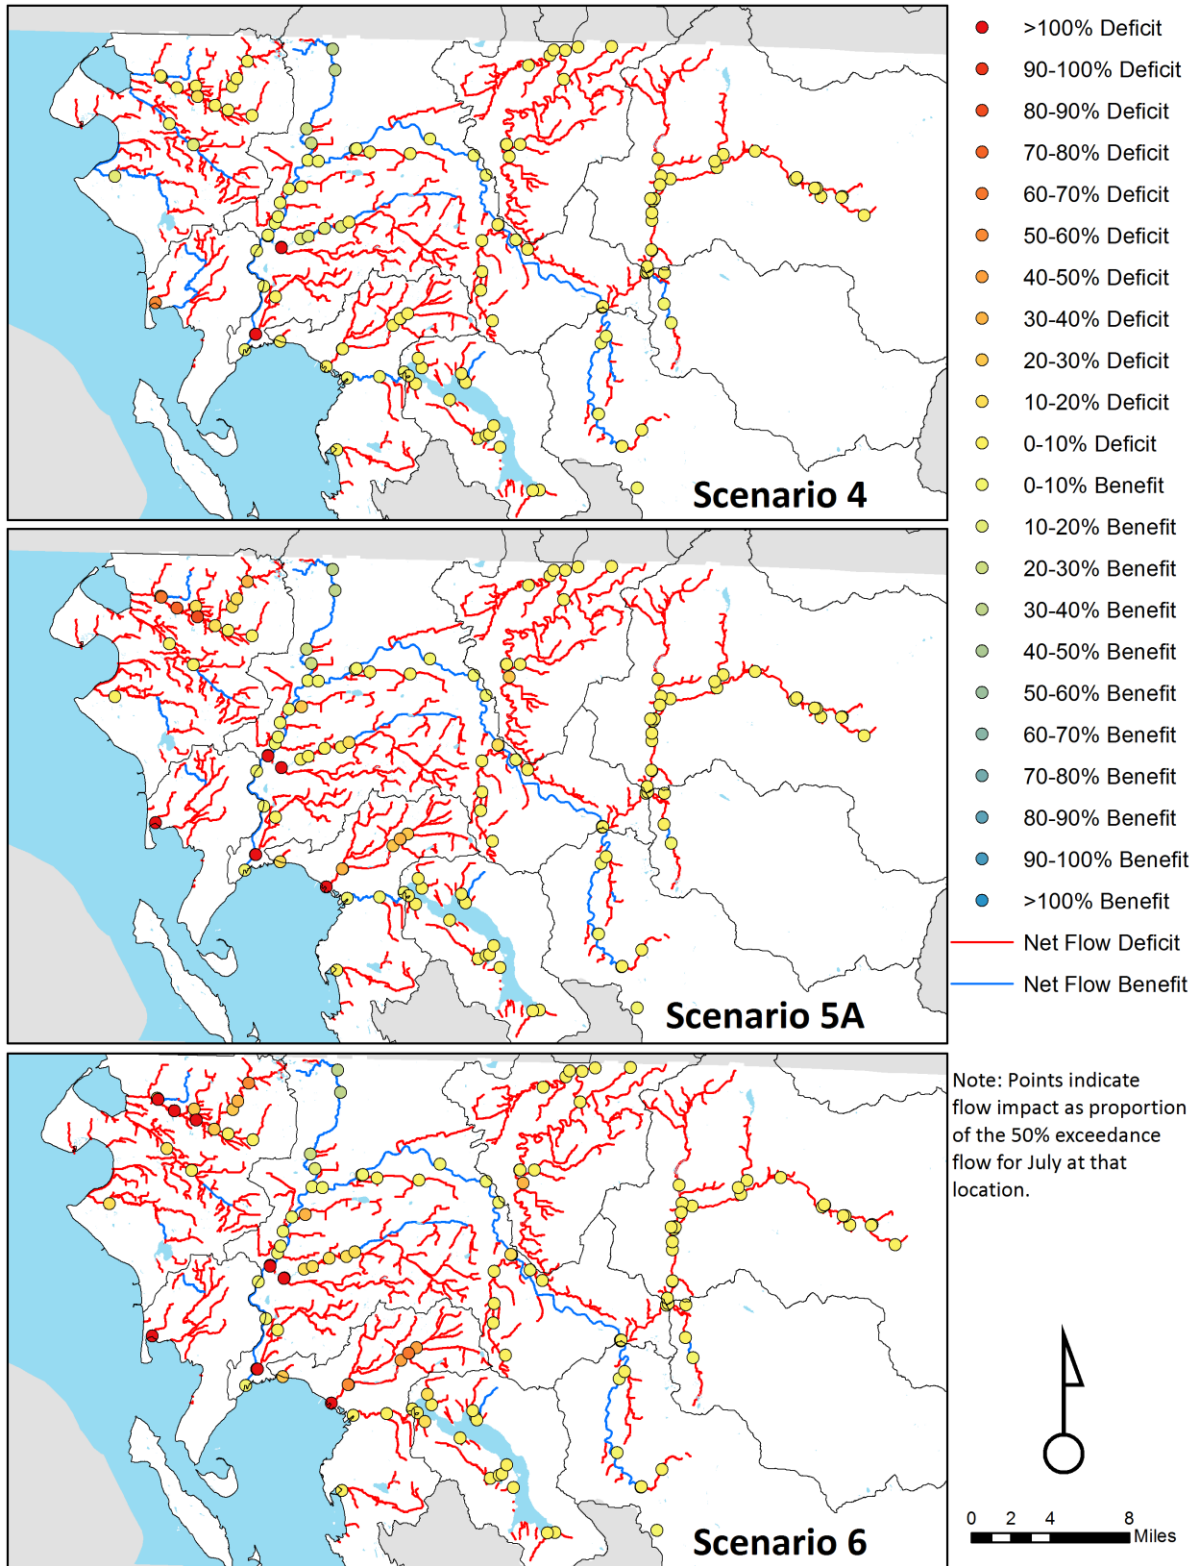 >100% Deficit
90-100% Deficit
80-90% Deficit
70-80% Deficit
60-70% Deficit
50-60% Deficit
40-50% Deficit
30-40% Deficit
20-30% Deficit
10-20% Deficit
0-10% Deficit
0-10% Benefit
10-20% Benefit
20-30% Benefit
30-40% Benefit
40-50% Benefit
50-60% Benefit
60-70% Benefit
70-80% Benefit
80-90% Benefit
90-100% Benefit
>100% Benefit
Net Flow Deficit
Net Flow Benefit
Scenario 4
Scenario 5A
Scenario 6
Note: Points indicate
flow impact as proportion
of the 50% exceedance
flow for July at that
location.
0 2 4 8
Miles